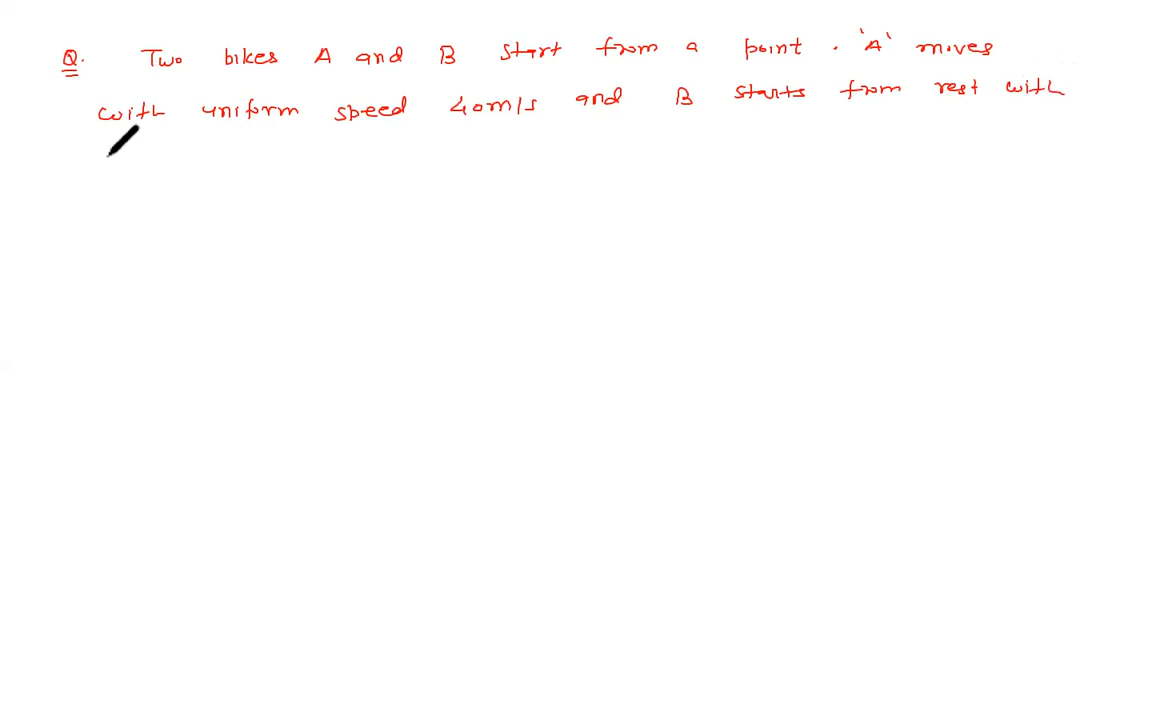 Q. Two bikes A and B start from a point . 'A' moves
with uniform speed 40m/s and B starts from rest with